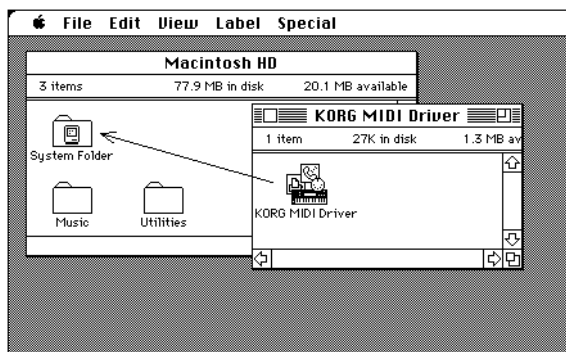 File Edit View Label Special
Macintosh HD
3 items 77.9 MB in disk 20.1 MB available
System Folder
Music Utilities
KORG MIDI Driver
1 item 27K in disk 1.3 MB av
KORG MIDI Driver